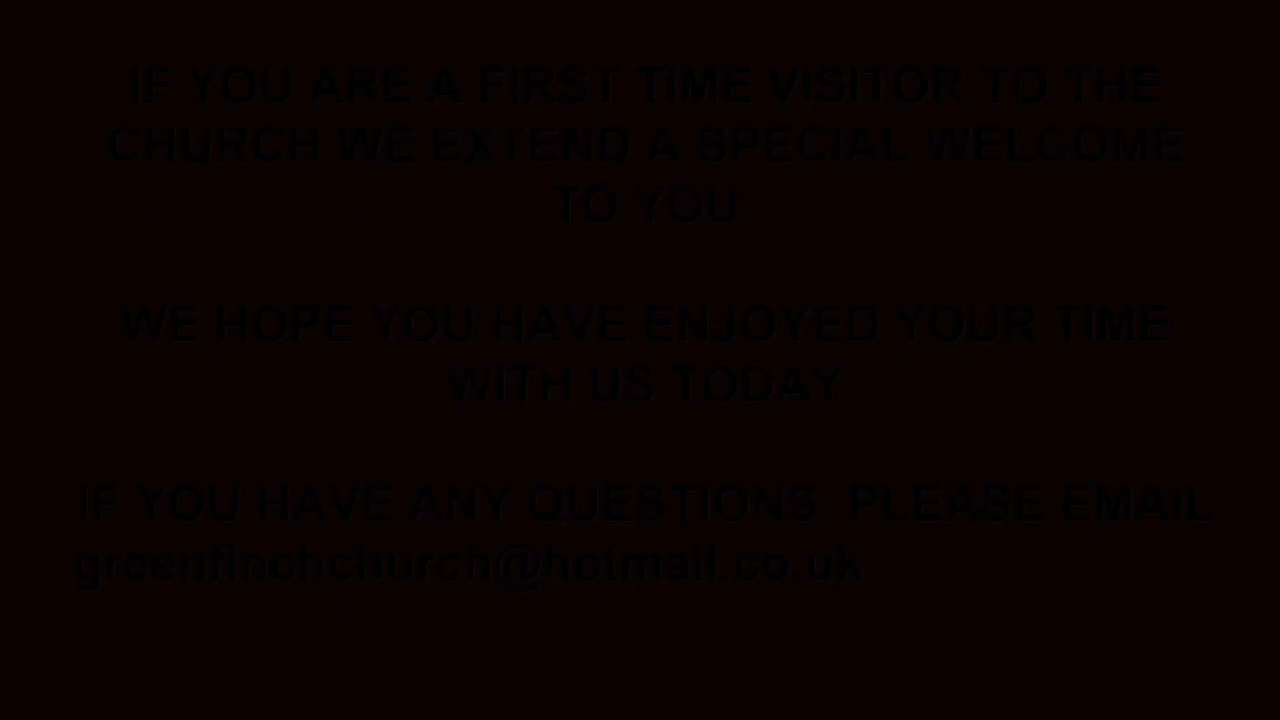 IF YOU ARE A FIRST TIME VISITOR TO THE
CHURCH WE EXTEND A SPECIAL WELCOME
TO YOU
WE HOPE YOU HAVE ENJOYED YOUR TIME
WITH US TODAY
IF YOU HAVE ANY QUESTIONS PLEASE EMAIL
greenfinchchurch@hotmail.co.uk